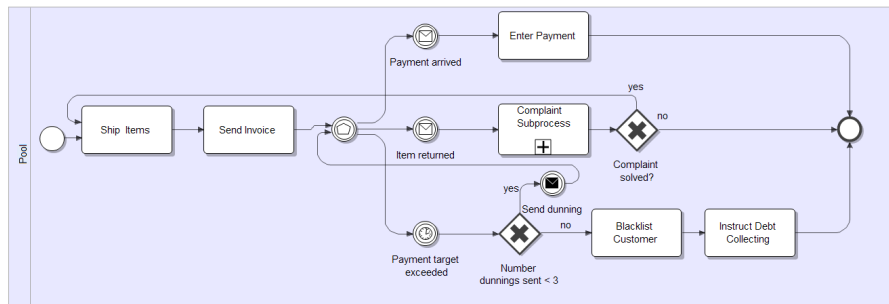 Pool
Payment arrived
Enter Payment
yes
Ship Items
Send Invoice
Item returned
Complaint
Subprocess
no
Complaint
solved?
yes
Send dunning
Payment target
exceeded
no
Number
dunnings sent < 3
Blacklist
Customer
Instruct Debt
Collecting